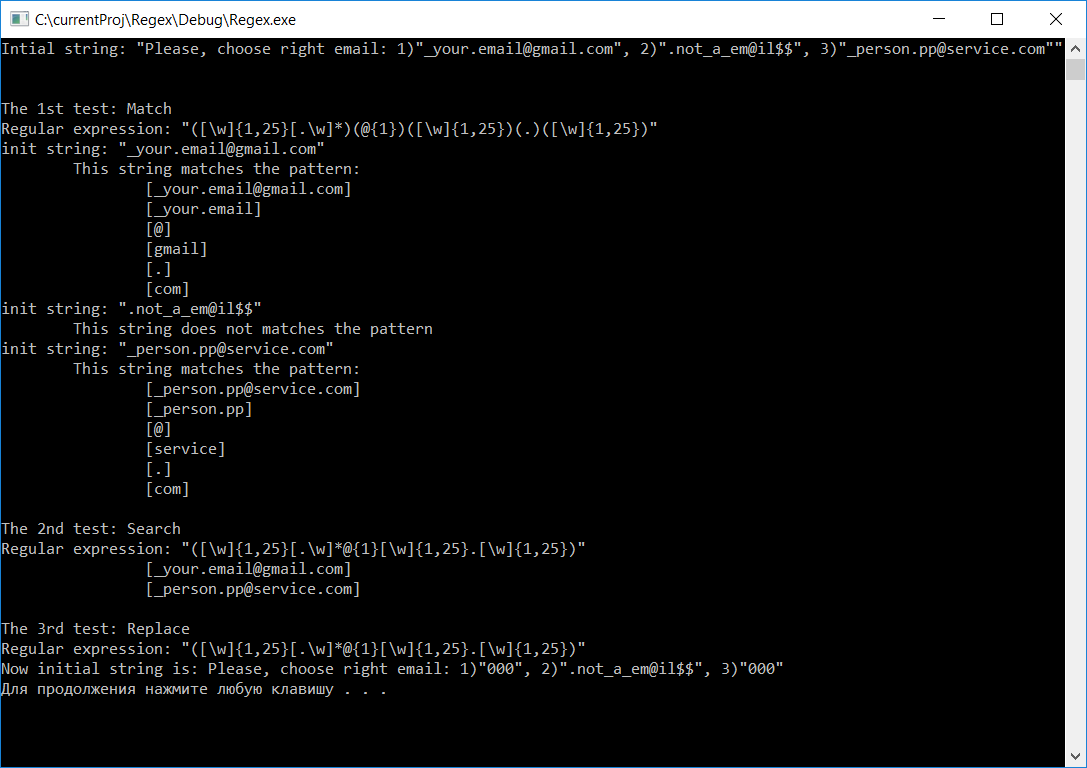 C:\currentProj\Regex\Debug\Regex.exe
Intial string: "Please, choose right email: 1)"_your.email@gmail.com", 2)".not_a_em@il$$", 3)"_person.pp@service.com""
The 1st test: Match
Regular expression: "([\w]{1,25}[.\w]*)(@{1})([\w]{1,25})(.)([\w]{1,25})"
init string: "_your.email@gmail.com"
This string matches the pattern:
[_your.email@gmail.com]
[_your.email]
[@]
[gmail]
[.]
[com]
init string: ".not_a_em@il$$"
This string does not matches the pattern
init string: "_person.pp@service.com"
This string matches the pattern:
[_person.pp@service.com]
[_person.pp]
[@]
[service]
[.]
[com]
The 2nd test: Search
Regular expression: "([\w]{1,25}[.\w]*@{1}[\w]{1,25}.[\w]{1,25})"
[_your.email@gmail.com]
[_person.pp@service.com]
The 3rd test: Replace
Regular expression: "([\w]{1,25}[.\w]*@{1}[\w]{1,25}.[\w]{1,25})"
Now initial string is: Please, choose right email: 1)"000", 2)".not_a_em@il$$", 3)"000"
Для продолжения нажмите любую клавишу . . .